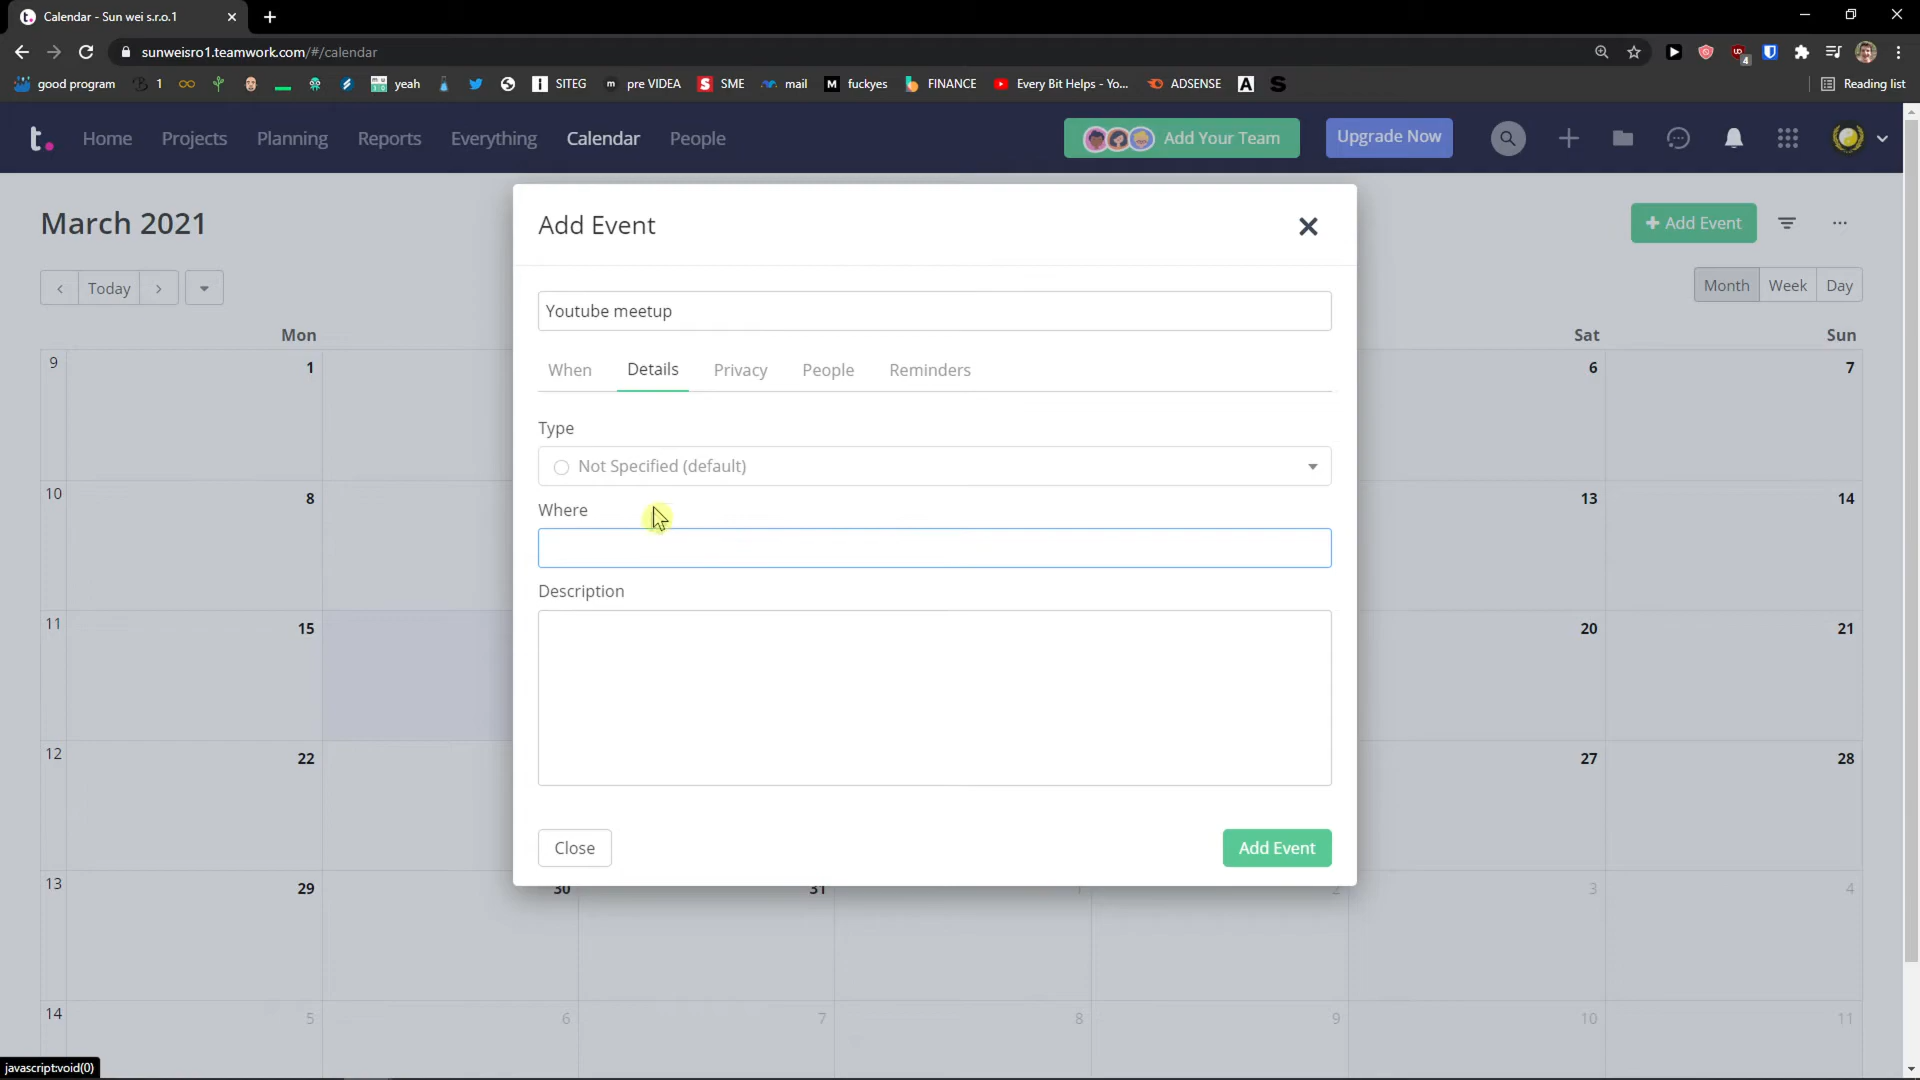 Calendar - Sun wei s.r.o.1
sunweisro1.teamwork.com/#/calendar
good program 1 yeah SITEG pre VIDEA SME mail fuckyes FINANCE Every Bit Helps - Yo... ADSENSE Reading list
t. Home Projects Planning Reports Everything Calendar People Add Your Team Upgrade Now
March 2021
+ Add Event
Today
Month Week Day
Add Event
Youtube meetup
When Details Privacy People Reminders
Type
Not Specified (default)
Where
Description
Close Add Event
Mon Sat Sun
9 1 6 7
10 8 13 14
11 15 20 21
12 22 27 28
13 29 30 31 1 2 3 4
14 5 6 7 8 9 10 11
javascript:void(0)